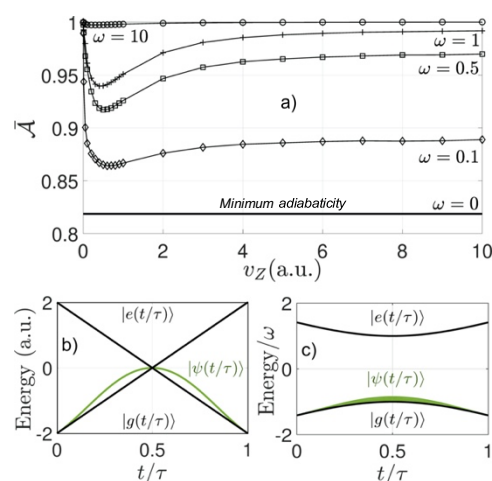 1
ω = 10
ω = 1
0.95
ω = 0.5
a)
𝒜̄
0.9
ω = 0.1
0.85
Minimum adiabaticity
ω = 0
0.8
0 2 4 6 8 10
v_Z(a.u.)
2
|e(t/τ)⟩
b)
Energy (a.u.)
0
|ψ(t/τ)⟩
|g(t/τ)⟩
-2
0 0.5 1
t/τ
2
|e(t/τ)⟩
c)
Energy/ω
0
|ψ(t/τ)⟩
|g(t/τ)⟩
-2
0 0.5 1
t/τ